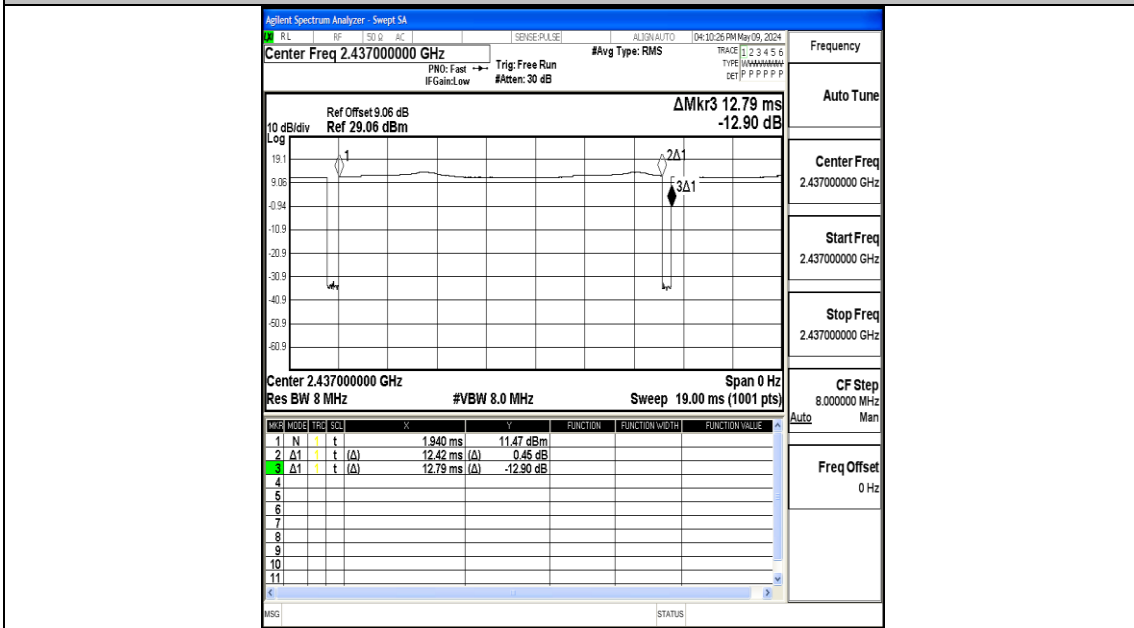 Agilent Spectrum Analyzer - Swept SA
RL RF 50 Ω AC SENSE:PULSE ALIGN AUTO 04:10:26 PM May 09, 2024
Center Freq 2.437000000 GHz #Avg Type: RMS TRACE 1 2 3 4 5 6
PNO: Fast Trig: Free Run TYPE
IFGain:Low #Atten: 30 dB DET P P P P P P
ΔMkr3 12.79 ms
-12.90 dB
Ref Offset 9.06 dB
10 dB/div Ref 29.06 dBm
Log
1 2Δ1
19.1
9.06
3Δ1
-0.94
-10.9
-20.9
-30.9
-40.9
-50.9
-60.9
Center 2.437000000 GHz Span 0 Hz
Res BW 8 MHz #VBW 8.0 MHz Sweep 19.00 ms (1001 pts)
MKR MODE TRC SCL X Y FUNCTION FUNCTION WIDTH FUNCTION VALUE
1 N 1 t 1.940 ms 11.47 dBm
2 Δ1 1 t (Δ) 12.42 ms (Δ) 0.45 dB
3 Δ1 1 t (Δ) 12.79 ms (Δ) -12.90 dB
4
5
6
7
8
9
10
11
MSG STATUS
Frequency
Auto Tune
Center Freq
2.437000000 GHz
Start Freq
2.437000000 GHz
Stop Freq
2.437000000 GHz
CF Step
8.000000 MHz
Auto Man
Freq Offset
0 Hz